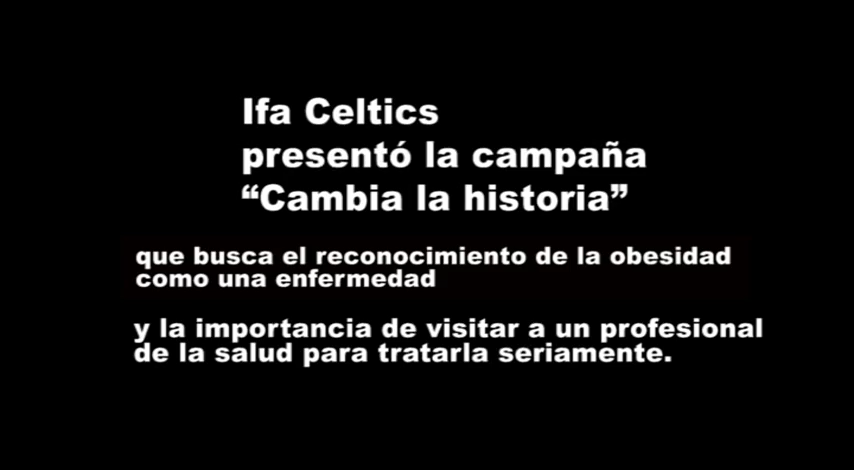 Ifa Celtics
presentó la campaña
“Cambia la historia”
que busca el reconocimiento de la obesidad
como una enfermedad
y la importancia de visitar a un profesional
de la salud para tratarla seriamente.